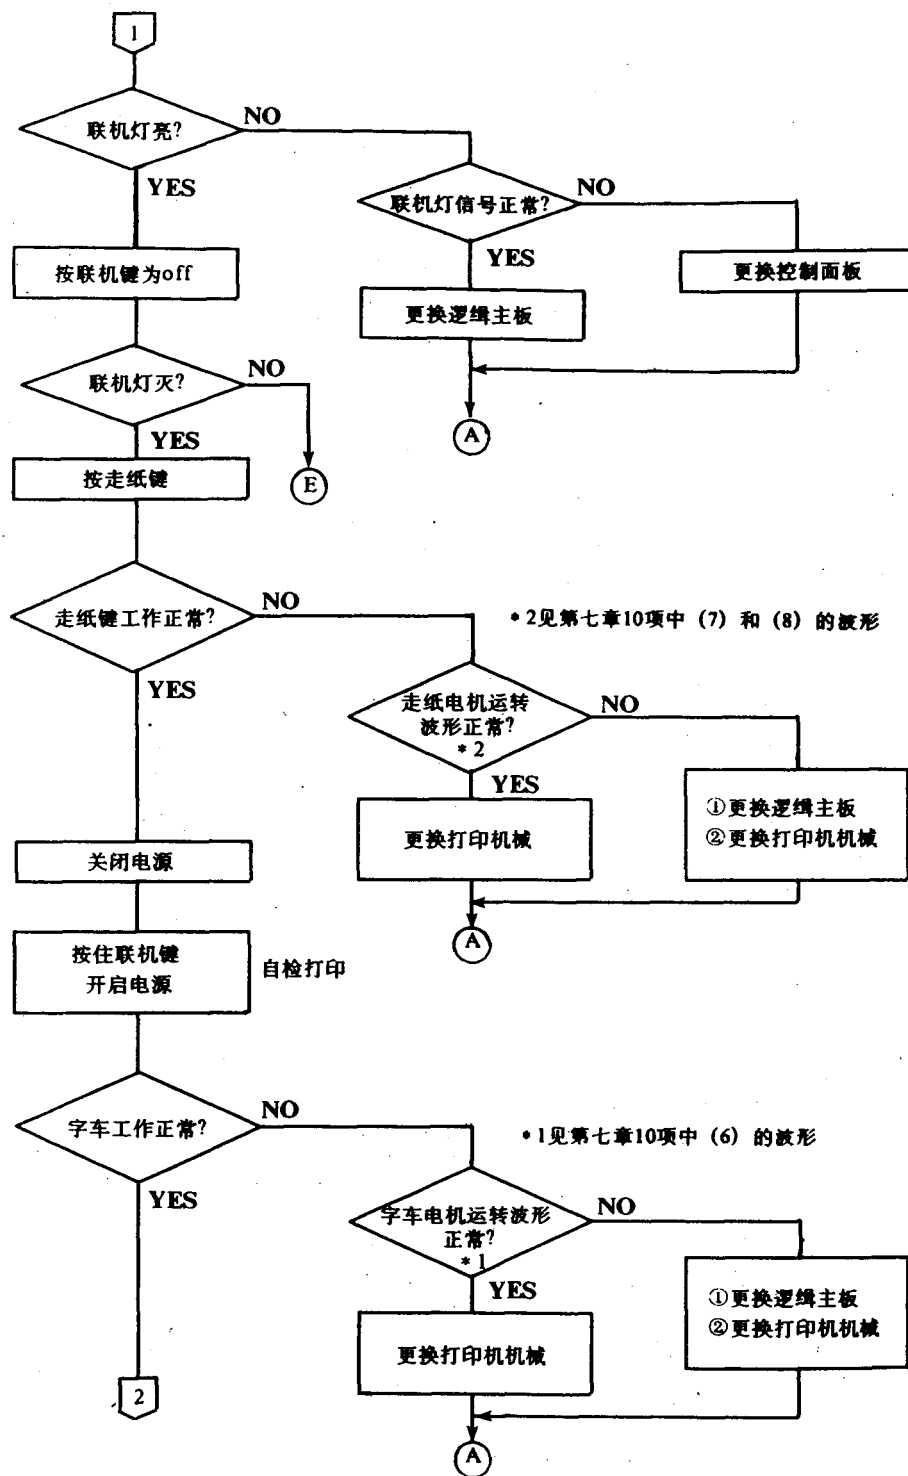 1
联机灯亮?
NO
YES
联机灯信号正常?
NO
YES
按联机键为off
更换控制面板
更换逻缉主板
联机灯灭?
NO
YES
A
按走纸键
E
走纸键工作正常?
NO
YES
*2见第七章10项中(7)和(8)的波形
走纸电机运转
波形正常?
*2
NO
YES
更换打印机械
①更换逻缉主板
②更换打印机机械
关闭电源
A
按住联机键
开启电源
自检打印
字车工作正常?
NO
YES
*1见第七章10项中(6)的波形
字车电机运转波形
正常?
*1
NO
YES
更换打印机机械
①更换逻缉主板
②更换打印机机械
2
A